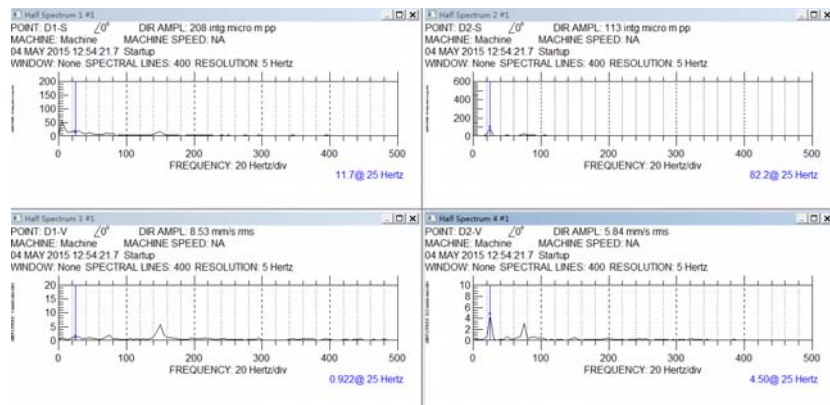 Half Spectrum 1 #1
POINT: D1-S ∠0° DIR AMPL: 208 intg micro m pp
MACHINE: Machine MACHINE SPEED: NA
04 MAY 2015 12:54:21.7 Startup
WINDOW: None SPECTRAL LINES: 400 RESOLUTION: 5 Hertz
200
150
100
50
0
0 100 200 300 400 500
FREQUENCY: 20 Hertz/div
11.7@ 25 Hertz
Half Spectrum 2 #1
POINT: D2-S ∠0° DIR AMPL: 113 intg micro m pp
MACHINE: Machine MACHINE SPEED: NA
04 MAY 2015 12:54:21.7 Startup
WINDOW: None SPECTRAL LINES: 400 RESOLUTION: 5 Hertz
600
400
200
0
0 100 200 300 400 500
FREQUENCY: 20 Hertz/div
82.2@ 25 Hertz
Half Spectrum 3 #1
POINT: D1-V ∠0° DIR AMPL: 8.53 mm/s rms
MACHINE: Machine MACHINE SPEED: NA
04 MAY 2015 12:54:21.7 Startup
WINDOW: None SPECTRAL LINES: 400 RESOLUTION: 5 Hertz
20
15
10
5
0
0 100 200 300 400 500
FREQUENCY: 20 Hertz/div
0.922@ 25 Hertz
Half Spectrum 4 #1
POINT: D2-V ∠0° DIR AMPL: 5.84 mm/s rms
MACHINE: Machine MACHINE SPEED: NA
04 MAY 2015 12:54:21.7 Startup
WINDOW: None SPECTRAL LINES: 400 RESOLUTION: 5 Hertz
10
8
6
4
2
0
0 100 200 300 400 500
FREQUENCY: 20 Hertz/div
4.50@ 25 Hertz